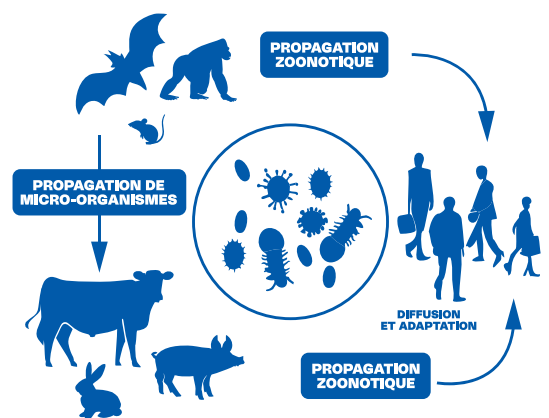 PROPAGATION
ZOONOTIQUE
PROPAGATION DE
MICRO-ORGANISMES
DIFFUSION
ET ADAPTATION
PROPAGATION
ZOONOTIQUE